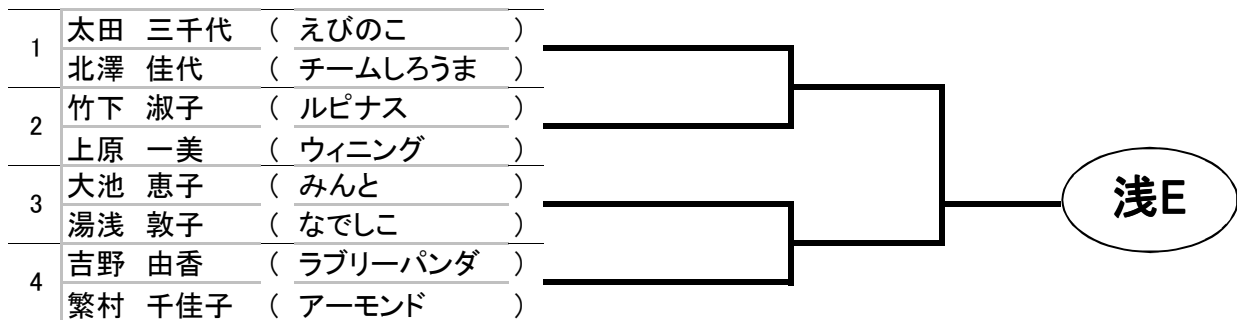 1 太田 三千代 ( えびのこ )
北澤 佳代 ( チームしろうま )
2 竹下 淑子 ( ルピナス )
上原 一美 ( ウィニング )
3 大池 恵子 ( みんと )
湯浅 敦子 ( なでしこ )
4 吉野 由香 ( ラブリーパンダ )
繁村 千佳子 ( アーモンド )
浅E